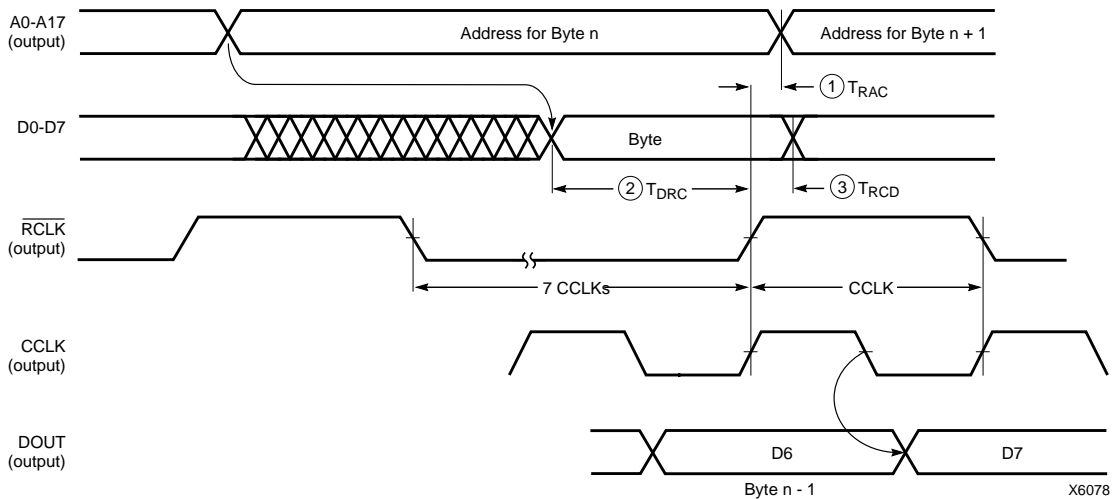 A0-A17
(output)
Address for Byte n
Address for Byte n + 1
1 TRAC
D0-D7
Byte
2 TDRC
3 TRCD
RCLK
(output)
7 CCLKs
CCLK
CCLK
(output)
DOUT
(output)
D6
D7
Byte n - 1
X6078